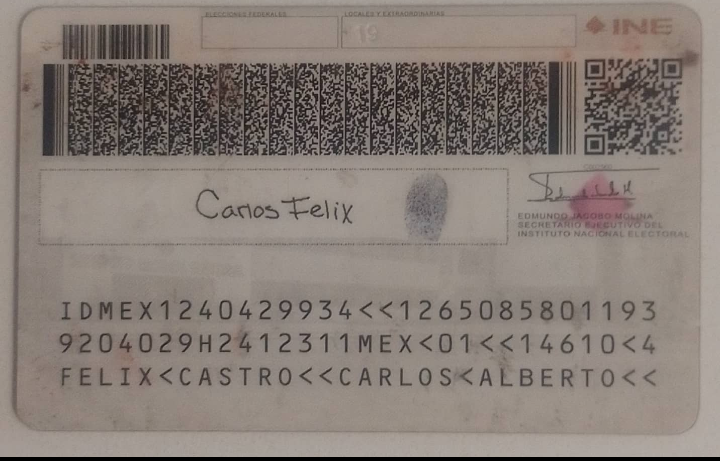 ELECCIONES FEDERALES
LOCALES Y EXTRAORDINARIAS
19
INE
Carlos Felix
EDMUNDO JACOBO MOLINA
SECRETARIO EJECUTIVO DEL
INSTITUTO NACIONAL ELECTORAL
IDMEX1240429934<<1265085801193
9204029H2412311MEX<01<<14610<4
FELIX<CASTRO<<CARLOS<ALBERTO<<